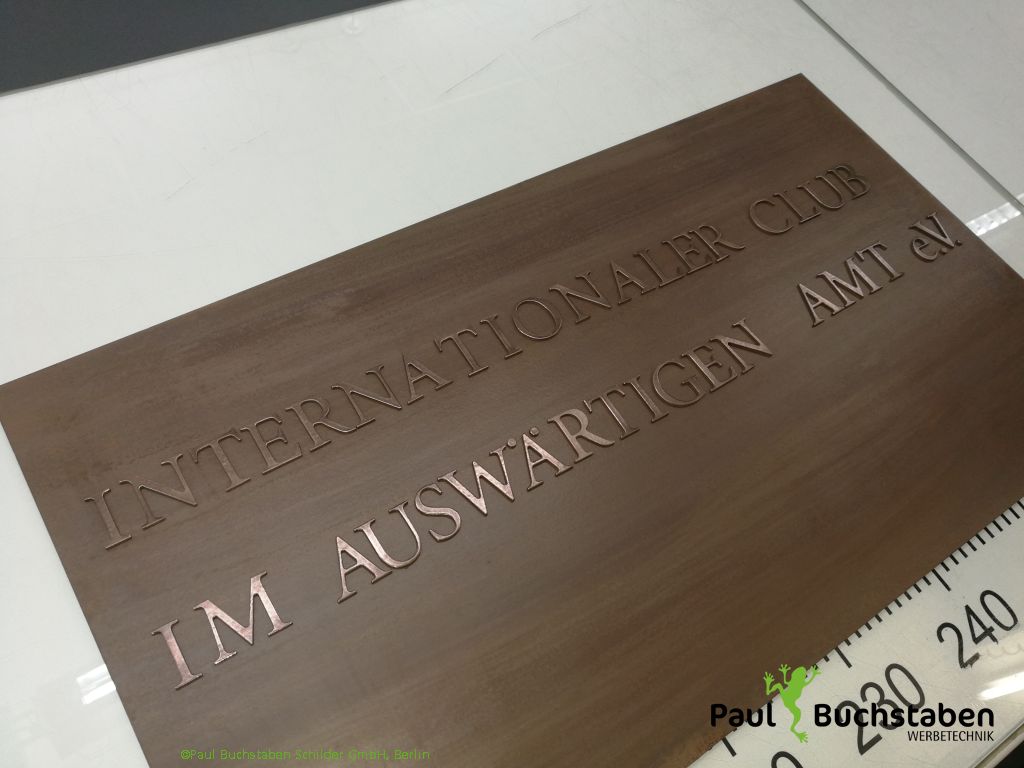 INTERNATIONALER CLUB
IM AUSWÄRTIGEN AMT e.V.
240
230
Paul Buchstaben
WERBETECHNIK
©Paul Buchstaben Schilder GmbH, Berlin